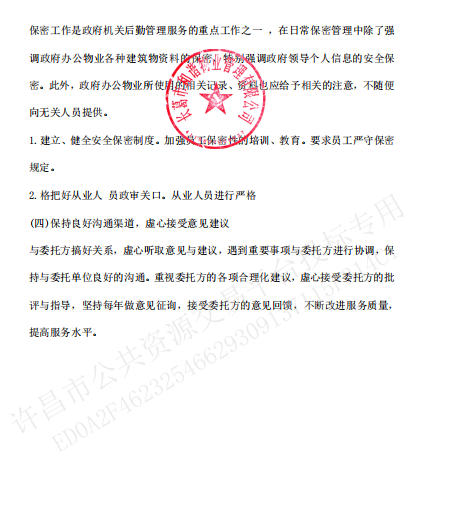 保密工作是政府机关后勤管理服务的重点工作之一 ，在日常保密管理中除了强
调政府办公物业各种建筑物资料的保密，特别强调政府领导个人信息的安全保
密。此外，政府办公物业所使用的相关记录、资料也应给予相关的注意，不随便
向无关人员提供。
1.建立、健全安全保密制度。加强员工保密性的培训、教育。要求员工严守保密
规定。
2.格把好从业人 员政审关口。从业人员进行严格
(四)保持良好沟通渠道，虚心接受意见建议
与委托方搞好关系，虚心听取意见与建议，遇到重要事项与委托方进行协调，保
持与委托单位良好的沟通。重视委托方的各项合理化建议，虚心接受委托方的批
评与指导，坚持每年做意见征询，接受委托方的意见回馈，不断改进服务质量，
提高服务水平。
长葛市和谐物业管理有限公司